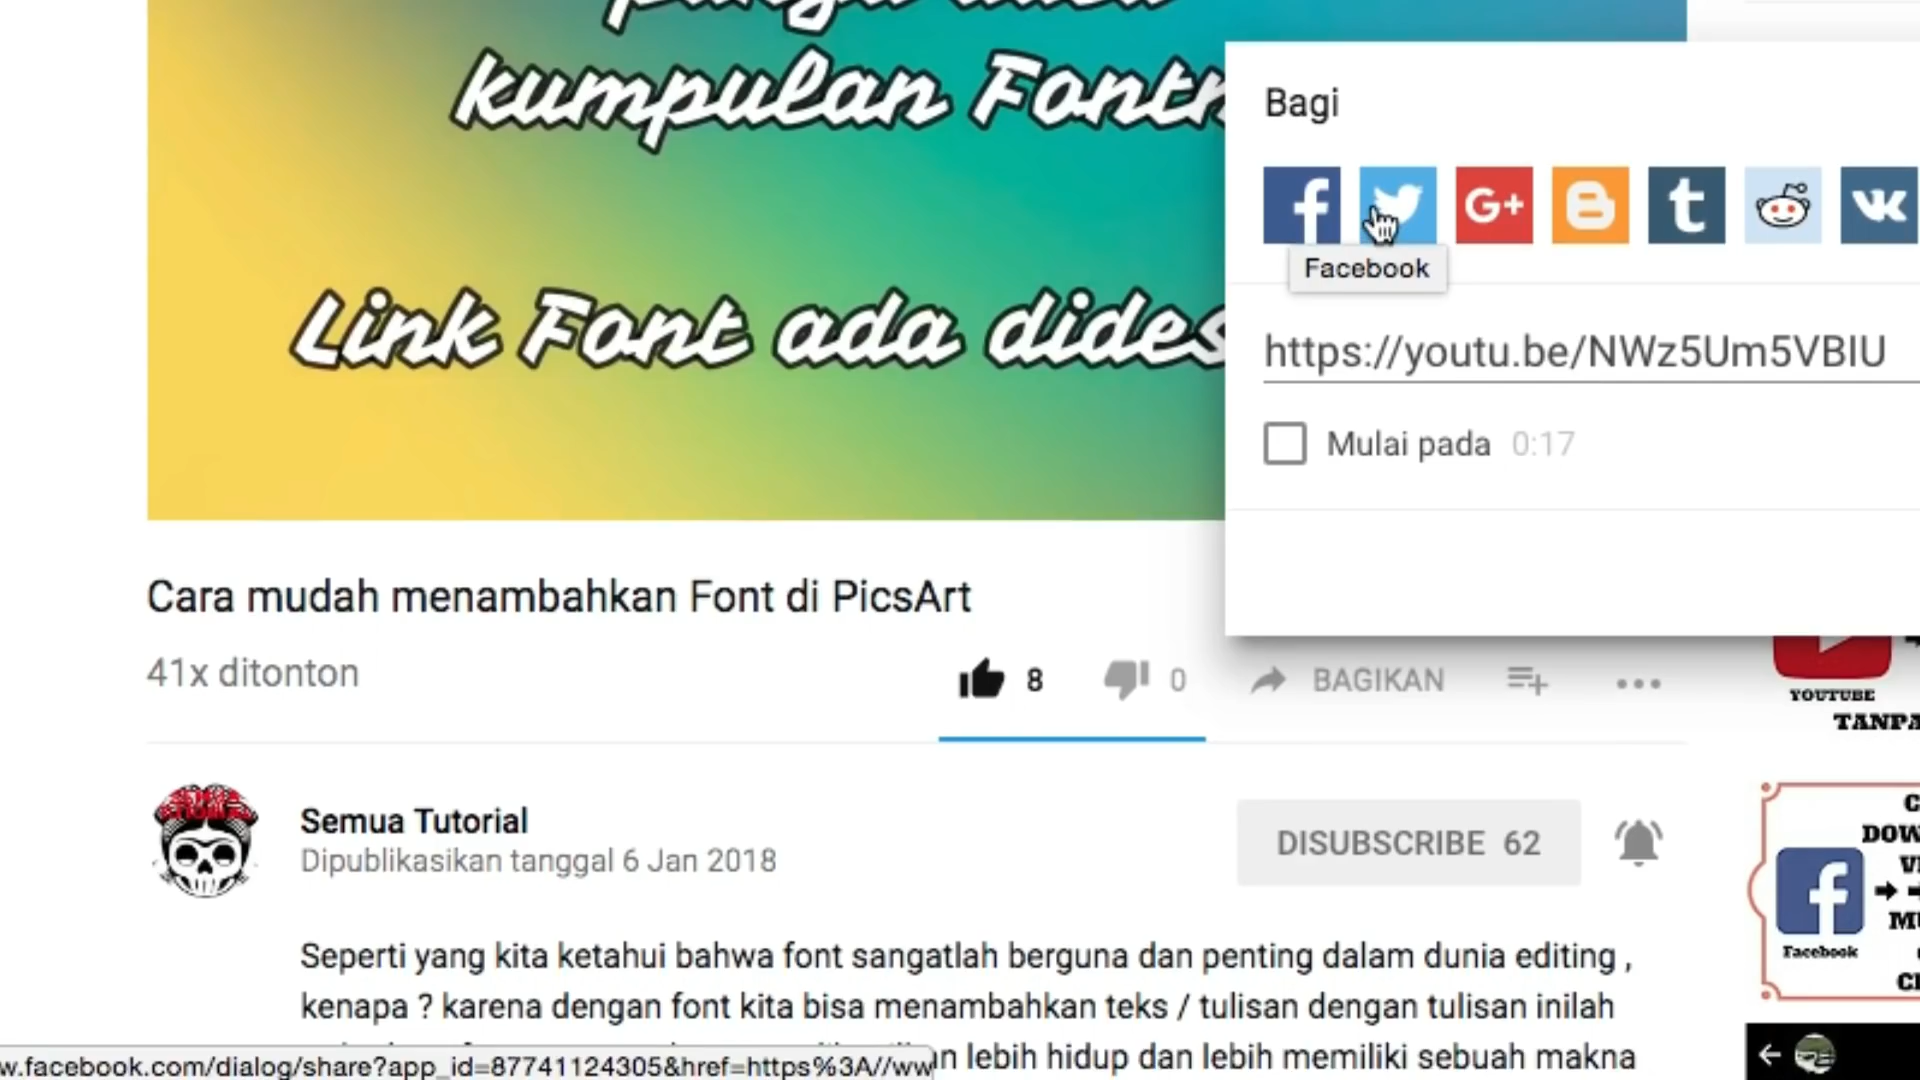 kumpulan
Link Font ada
Bagi
f
G+
B
t
Facebook
https://youtu.be/NWz5Um5VBIU
Mulai pada 0:17
Cara mudah menambahkan Font di PicsArt
41x ditonton
8
0
BAGIKAN
YOUTUBE
Semua Tutorial
Dipublikasikan tanggal 6 Jan 2018
DISUBSCRIBE 62
Seperti yang kita ketahui bahwa font sangatlah berguna dan penting dalam dunia editing ,
kenapa ? karena dengan font kita bisa menambahkan teks / tulisan dengan tulisan inilah
lebih hidup dan lebih memiliki sebuah makna
w.facebook.com/dialog/share?app_id=87741124305&href=https%3A//ww
f
Facebook